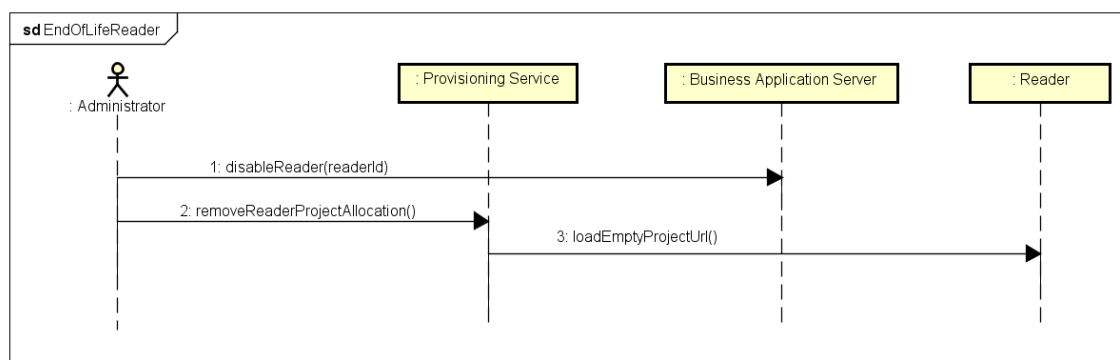 sd EndOfLifeReader
: Administrator
: Provisioning Service
: Business Application Server
: Reader
1: disableReader(readerId)
2: removeReaderProjectAllocation()
3: loadEmptyProjectUrl()